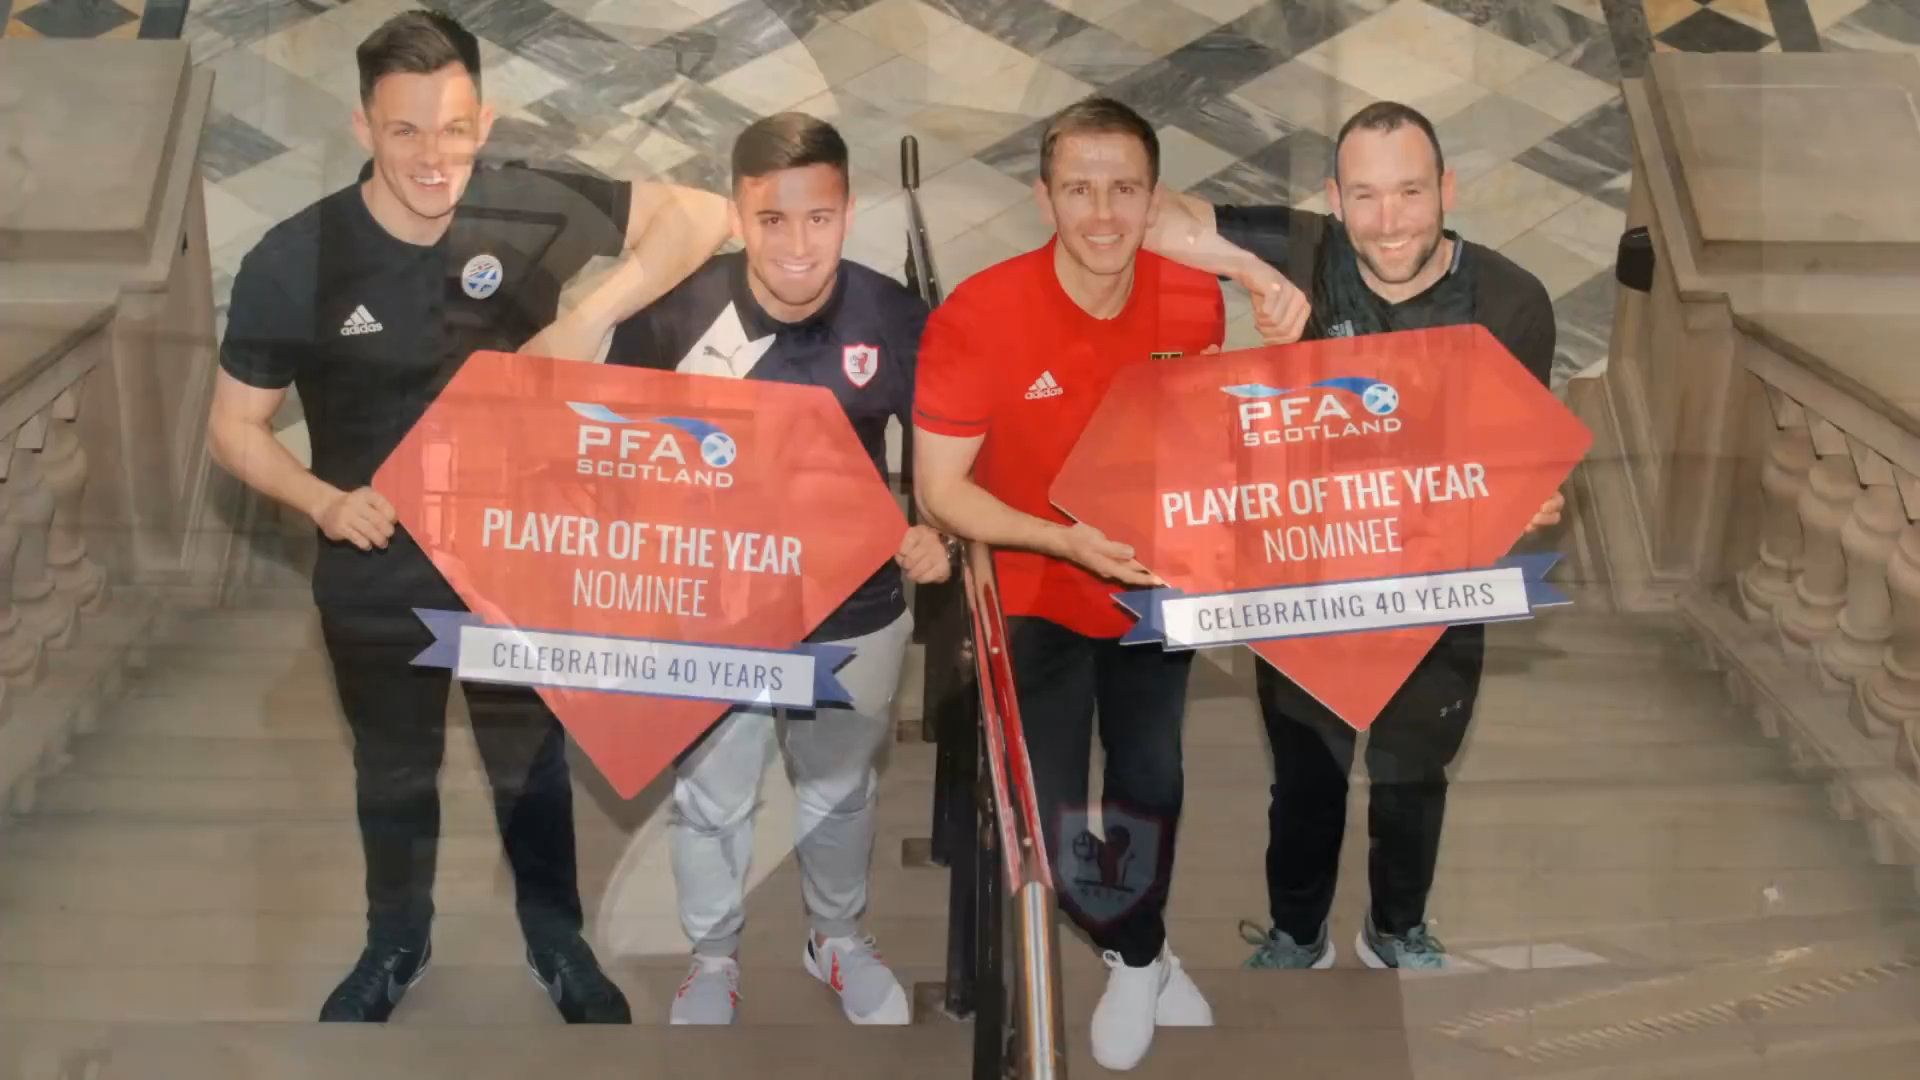 adidas
adidas
PFA
SCOTLAND
PLAYER OF THE YEAR
NOMINEE
CELEBRATING 40 YEARS
PFA
SCOTLAND
PLAYER OF THE YEAR
NOMINEE
CELEBRATING 40 YEARS